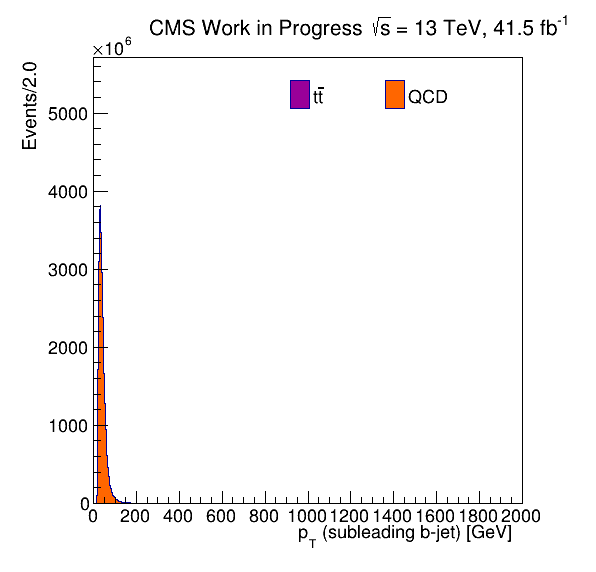 CMS Work in Progress √s = 13 TeV, 41.5 fb⁻¹
×10⁶
Events/2.0
tt̄
QCD
5000
4000
3000
2000
1000
0
0 200 400 600 800 1000 1200 1400 1600 1800 2000
p_T (subleading b-jet) [GeV]